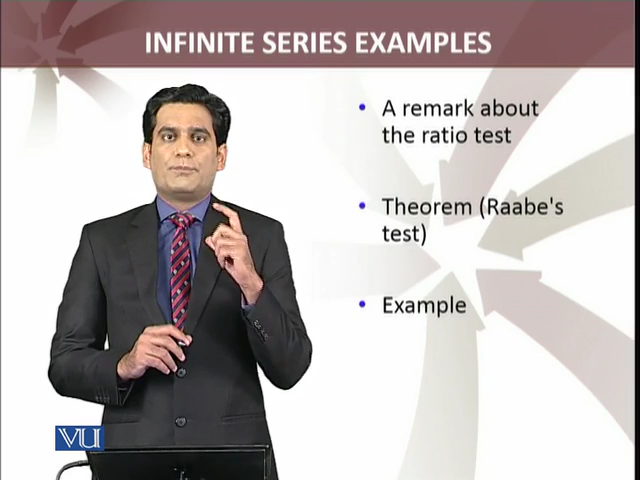 INFINITE SERIES EXAMPLES
• A remark about
the ratio test
• Theorem (Raabe's
test)
• Example
VU